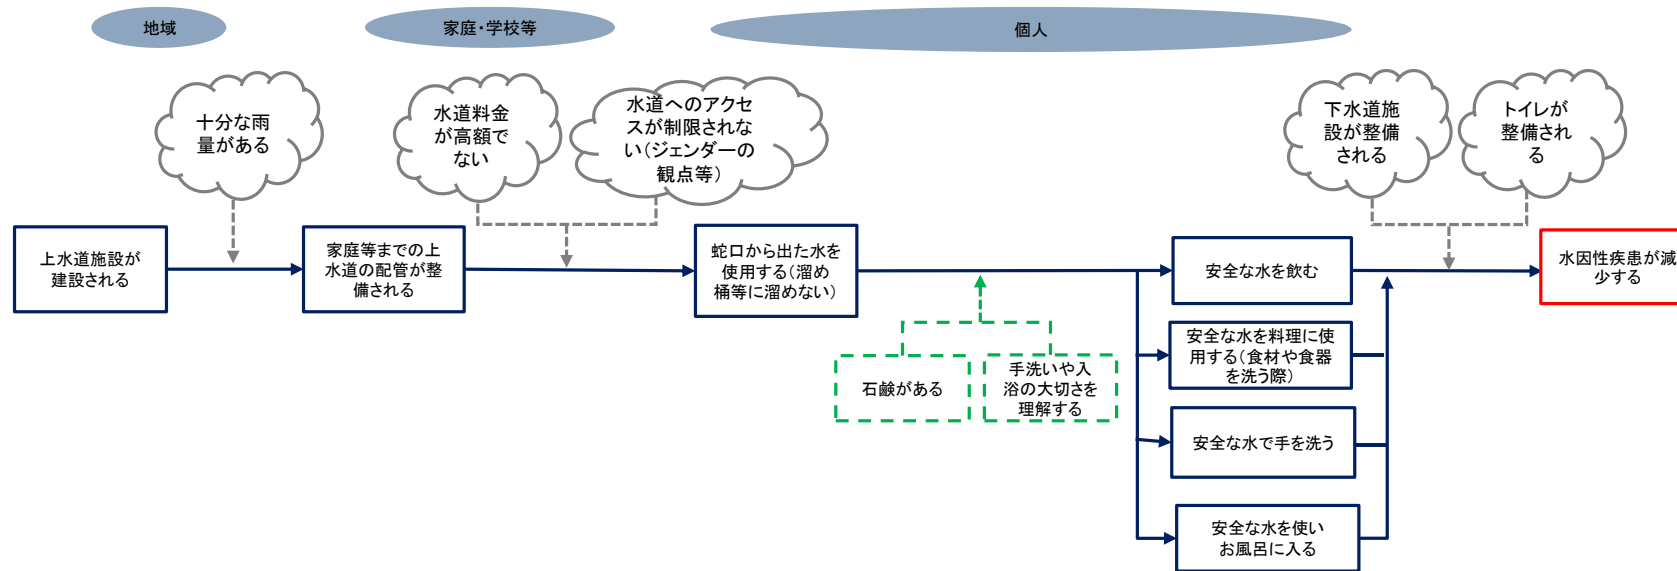 地域
家庭・学校等
個人
十分な雨
量がある
水道料金
が高額で
ない
水道へのアクセ
スが制限されな
い(ジェンダーの
観点等)
下水道施
設が整備
される
トイレが
整備され
る
上水道施設が
建設される
家庭等までの上
水道の配管が整
備される
蛇口から出た水を
使用する(溜め
桶等に溜めない)
安全な水を飲む
水因性疾患が減
少する
安全な水を料理に使
用する(食材や食器
を洗う際)
石鹸がある
手洗いや入
浴の大切さを
理解する
安全な水で手を洗う
安全な水を使い
お風呂に入る